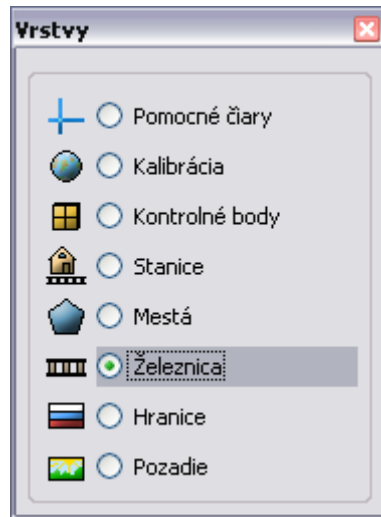 Vrstvy
Pomocné čiary
Kalibrácia
Kontrolné body
Stanice
Mestá
Železnica
Hranice
Pozadie